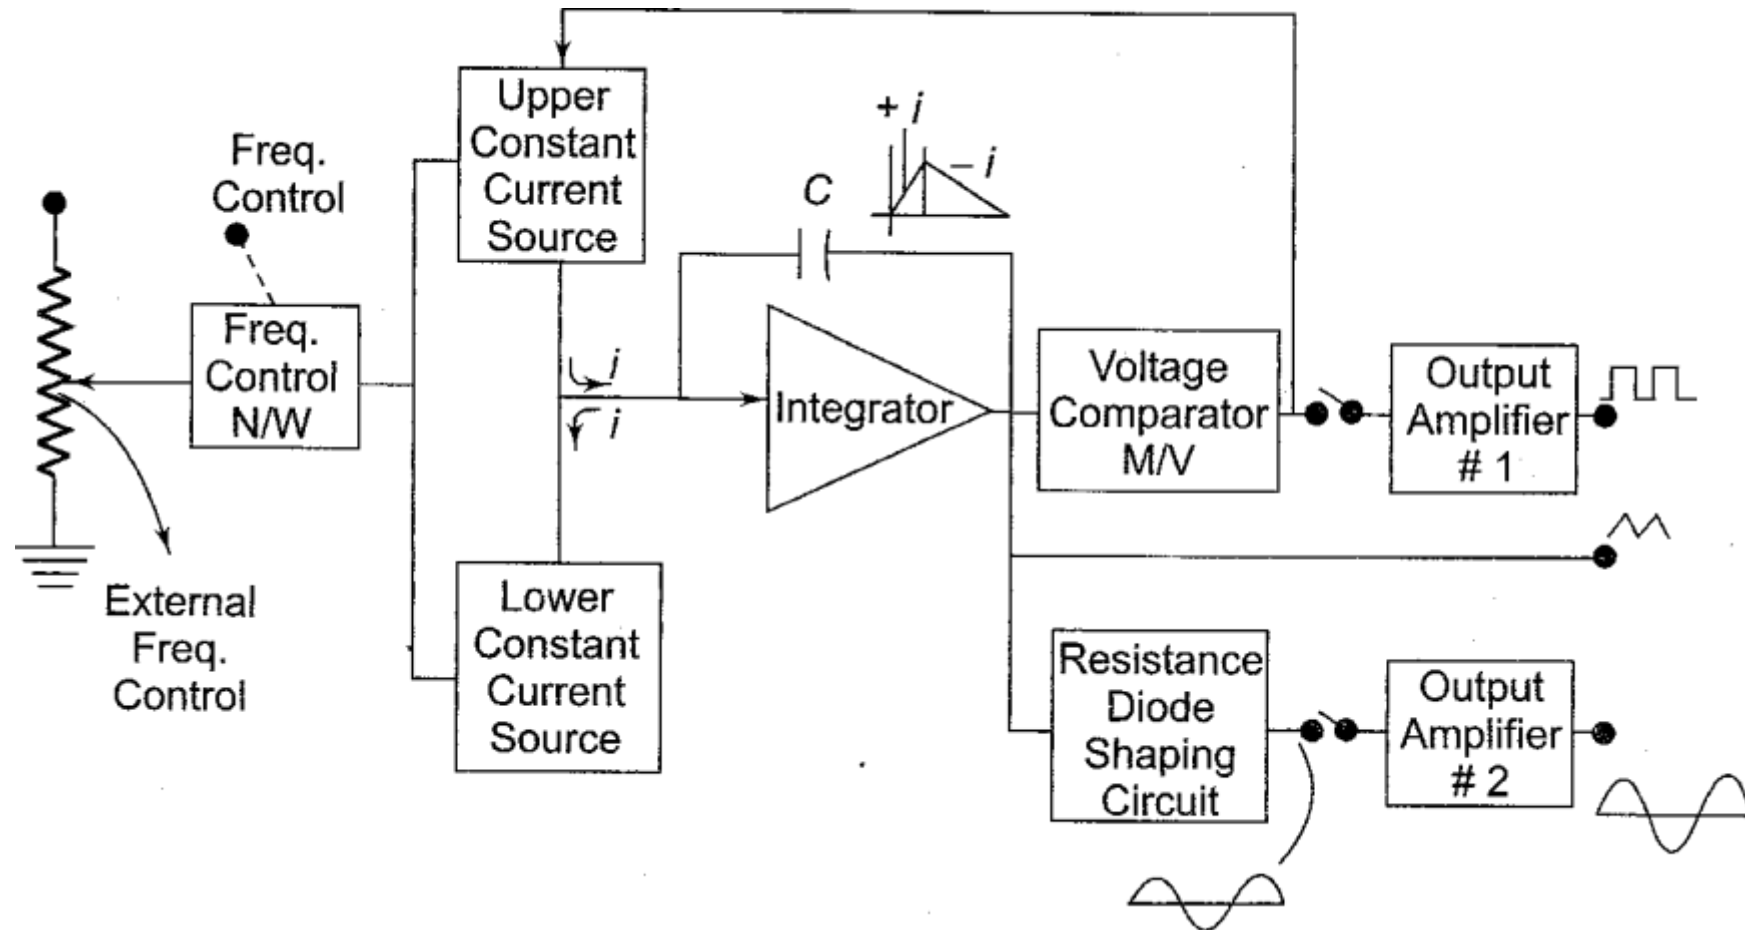 Freq.
Control
External
Freq.
Control
Freq.
Control
N/W
Upper
Constant
Current
Source
i
i
Lower
Constant
Current
Source
C
+ i
– i
Integrator
Voltage
Comparator
M/V
Output
Amplifier
# 1
Resistance
Diode
Shaping
Circuit
Output
Amplifier
# 2